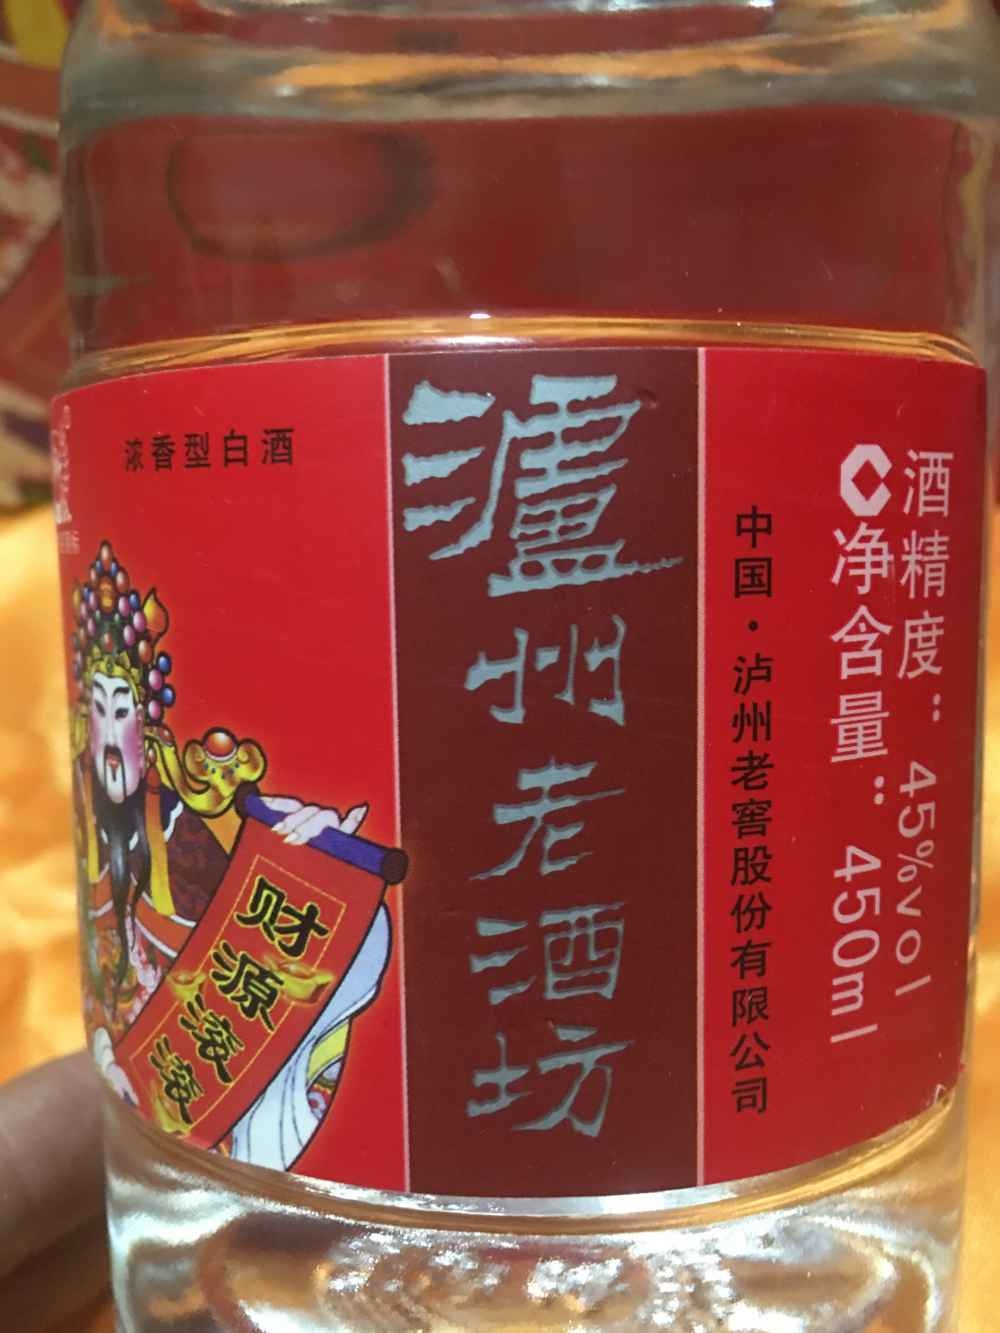 浓香型白酒
财源滚滚
瀘州老酒坊
中国·泸州老窖股份有限公司
酒精度：45%vol
净含量：450ml